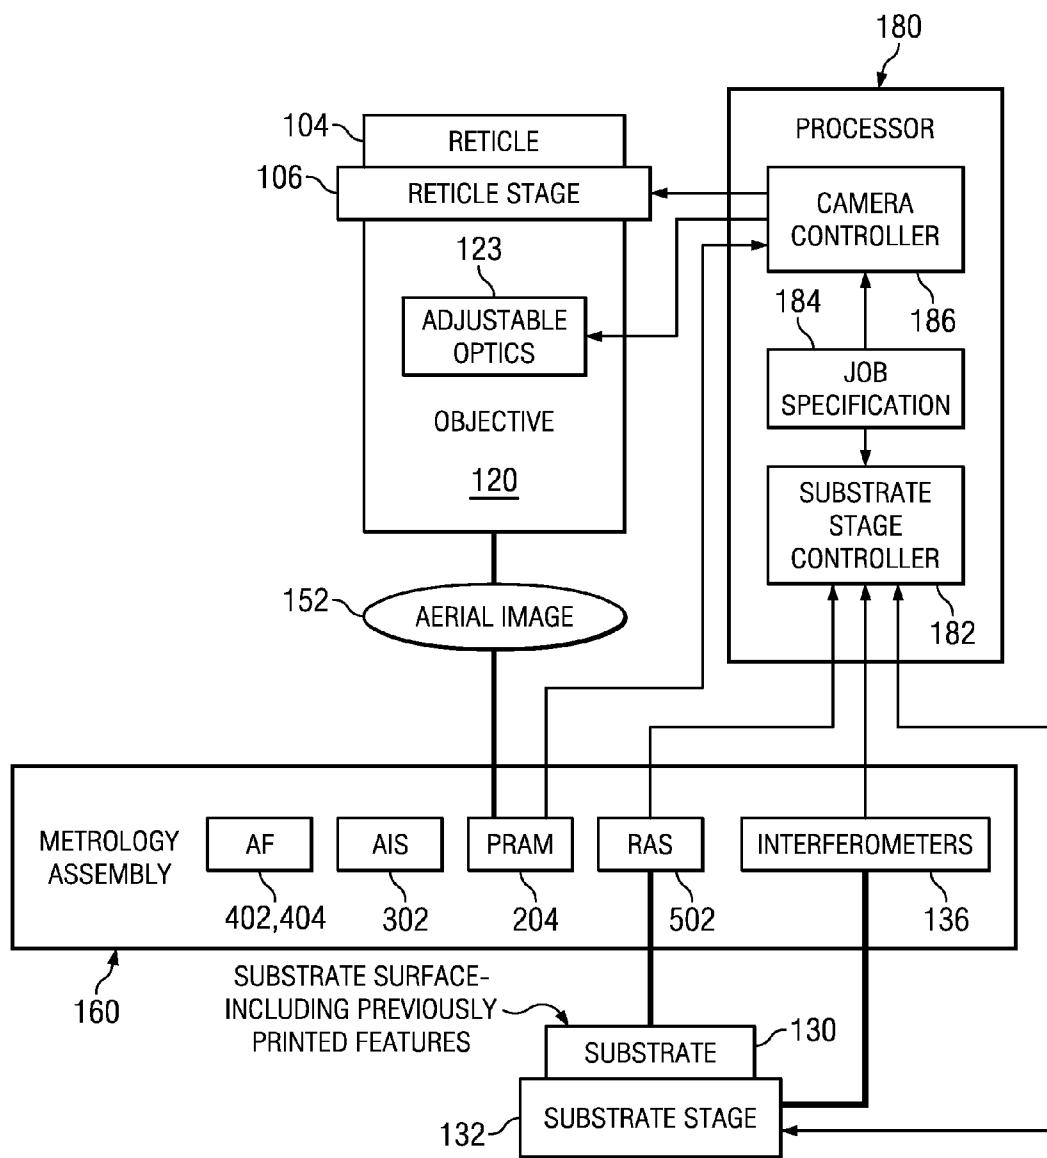 180
PROCESSOR
104
RETICLE
106
RETICLE STAGE
CAMERA
CONTROLLER
123
184
186
ADJUSTABLE
OPTICS
JOB
SPECIFICATION
OBJECTIVE
120
SUBSTRATE
STAGE
CONTROLLER
152
AERIAL IMAGE
182
METROLOGY
ASSEMBLY
AF
AIS
PRAM
RAS
INTERFEROMETERS
402,404
302
204
502
136
160
SUBSTRATE SURFACE-
INCLUDING PREVIOUSLY
PRINTED FEATURES
130
SUBSTRATE
132
SUBSTRATE STAGE